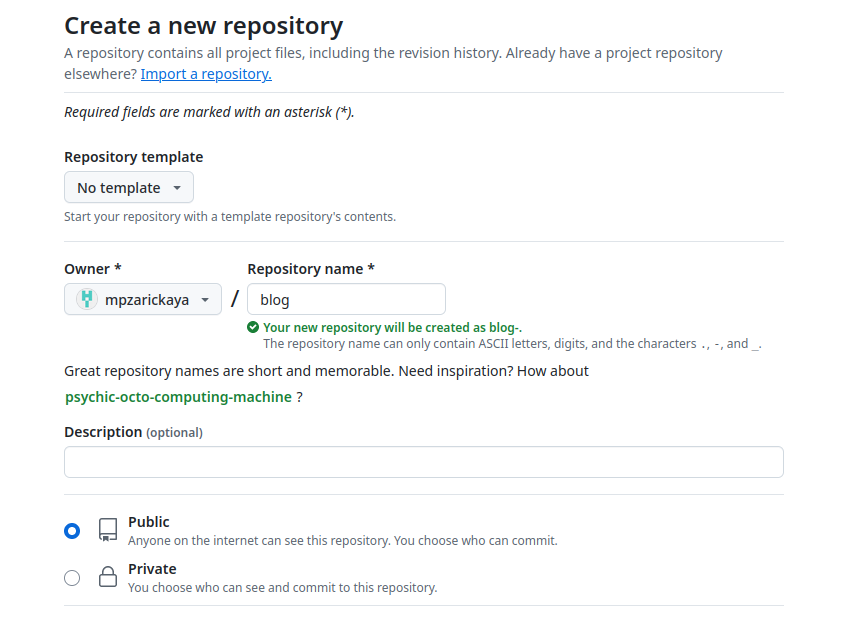 Create a new repository
A repository contains all project files, including the revision history. Already have a project repository
elsewhere? Import a repository.
Required fields are marked with an asterisk (*).
Repository template
No template
Start your repository with a template repository's contents.
Owner *
Repository name *
mpzarickaya
/
blog
Your new repository will be created as blog-.
The repository name can only contain ASCII letters, digits, and the characters ., -, and _.
Great repository names are short and memorable. Need inspiration? How about
psychic-octo-computing-machine ?
Description (optional)
Public
Anyone on the internet can see this repository. You choose who can commit.
Private
You choose who can see and commit to this repository.